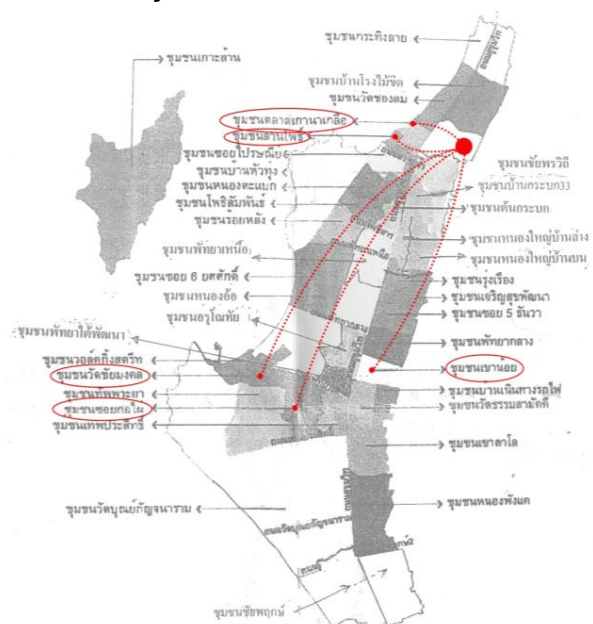 ชุมชนกระทิงลาย
ชุมชนเกาะล้าน
ชุมชนบ้านโรงไม้ขีด
ชุมชนวัดช่องลม
ชุมชนตลาดเก่านาเกลือ
ชุมชนลานโพธิ์
ชุมชนซอยไปรษณีย์
ชุมชนชัยพรวิถี
ชุมชนบ้านหัวทุ่ง
ชุมชนหนองตะแบก
ชุมชนบ้านกระบก33
ชุมชนโพธิสัมพันธ์
ชุมชนต้นกระบก
ชุมชนร้อยหลัง
ชุมชนหนองใหญ่บ้านล่าง
ชุมชนพัทยาเหนือ
ชุมชนหนองใหญ่บ้านบน
ชุมชนซอย 6 ยศศักดิ์
ชุมชนรุ่งเรือง
ชุมชนหนองอ้อ
ชุมชนเจริญสุขพัฒนา
ชุมชนอรุโณทัย
ชุมชนซอย 5 ธันวา
ชุมชนพัทยาใต้พัฒนา
ชุมชนพัทยากลาง
ชุมชนวอล์คกิ้งสตรีท
ชุมชนวัดชัยมงคล
ชุมชนเขาน้อย
ชุมชนทัพพระยา
ชุมชนบ้านเนินทางรถไฟ
ชุมชนซอยกอไผ่
ชุมชนวัดธรรมสามัคคี
ชุมชนเทพประสิทธิ์
ชุมชนเขาตาโล
ชุมชนวัดบุณย์กัญจนาราม
ชุมชนหนองพังแค
ถนนวัดบุณย์กัญจนาราม
ชุมชนชัยพฤกษ์